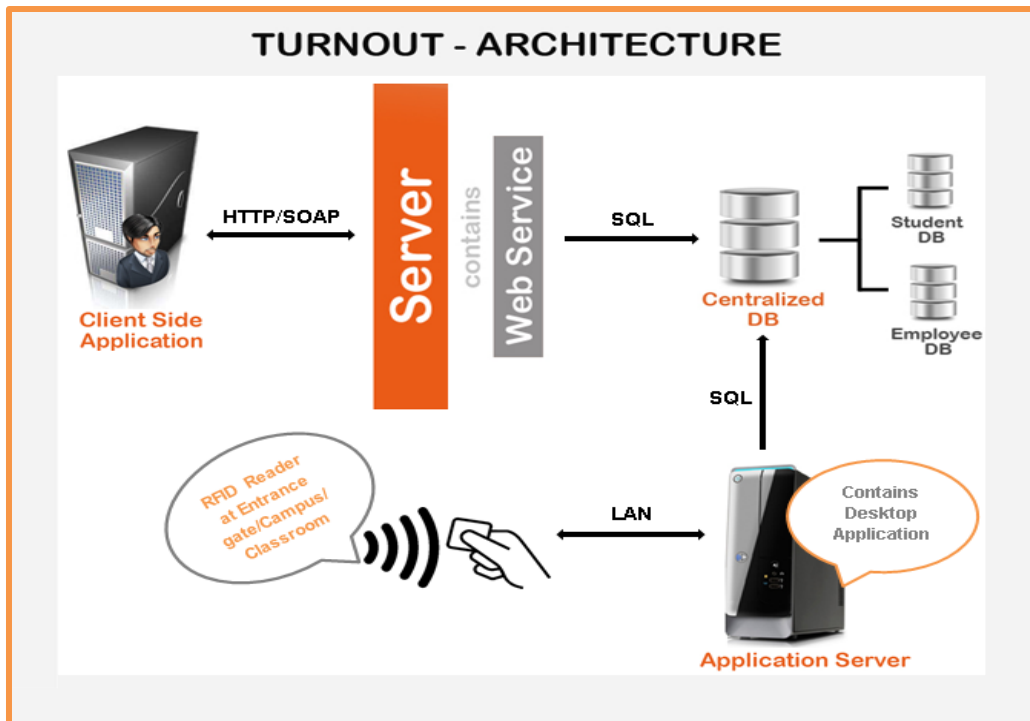 TURNOUT - ARCHITECTURE
Client Side
Application
HTTP/SOAP
Server
contains
Web Service
SQL
Centralized
DB
Student
DB
Employee
DB
SQL
RFID Reader
at Entrance
gate/Campus/
Classroom
LAN
Contains
Desktop
Application
Application Server